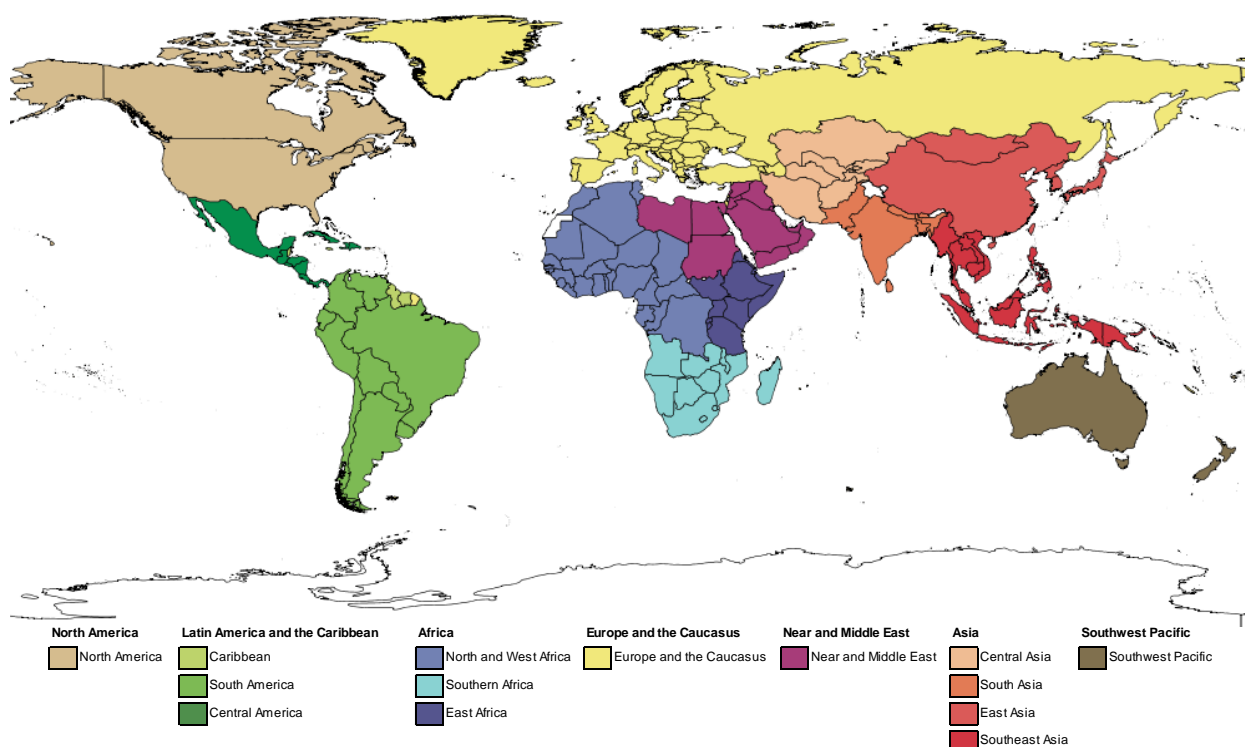 North America
Latin America and the Caribbean
Africa
Europe and the Caucasus
Near and Middle East
Asia
Southwest Pacific
North America
Caribbean
North and West Africa
Europe and the Caucasus
Near and Middle East
Central Asia
Southwest Pacific
South America
Southern Africa
South Asia
Central America
East Africa
East Asia
Southeast Asia